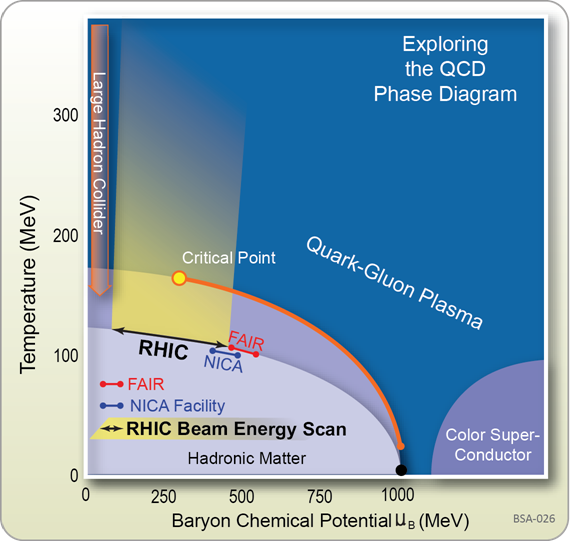 Exploring
the QCD
Phase Diagram
Large Hadron Collider
300
200
100
0
Temperature (MeV)
Critical Point
Quark-Gluon Plasma
RHIC
FAIR
NICA
FAIR
NICA Facility
RHIC Beam Energy Scan
Hadronic Matter
Color Super-
Conductor
0
250
500
750
1000
Baryon Chemical Potential μB (MeV)
BSA-026